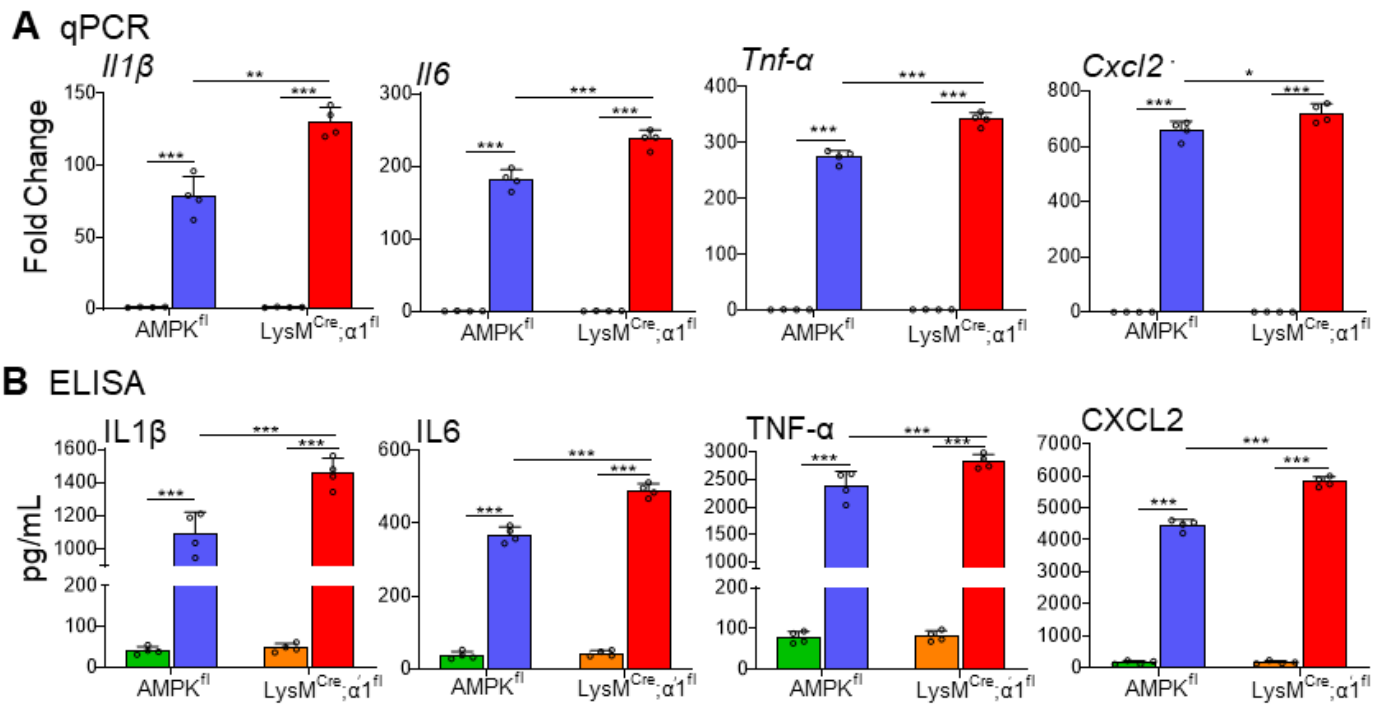 A qPCR
Il1β
Il6
Tnf-α
Cxcl2
** *** ***
*** *** ***
*** *** ***
* *** ***
Fold Change
150
100
50
0
300
200
100
0
400
300
200
100
0
800
600
400
200
0
AMPKfl LysMCre;α1fl
AMPKfl LysMCre;α1fl
AMPKfl LysMCre;α1fl
AMPKfl LysMCre;α1fl
B ELISA
IL1β
IL6
TNF-α
CXCL2
*** *** ***
*** *** ***
*** *** ***
*** *** ***
pg/mL
1600
1400
1200
1000
200
100
0
600
400
200
0
3000
2500
2000
1500
1000
200
100
0
7000
6000
5000
4000
3000
2000
1000
0
AMPKfl LysMCre;α1fl
AMPKfl LysMCre;α1fl
AMPKfl LysMCre;α1fl
AMPKfl LysMCre;α1fl